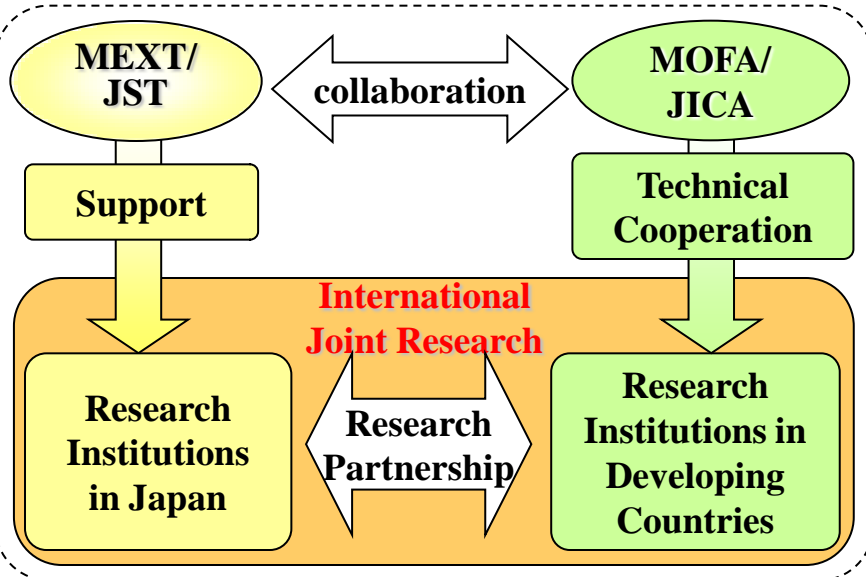 MEXT/
JST
collaboration
MOFA/
JICA
Support
Technical
Cooperation
International
Joint Research
Research
Institutions
in Japan
Research
Partnership
Research
Institutions in
Developing
Countries